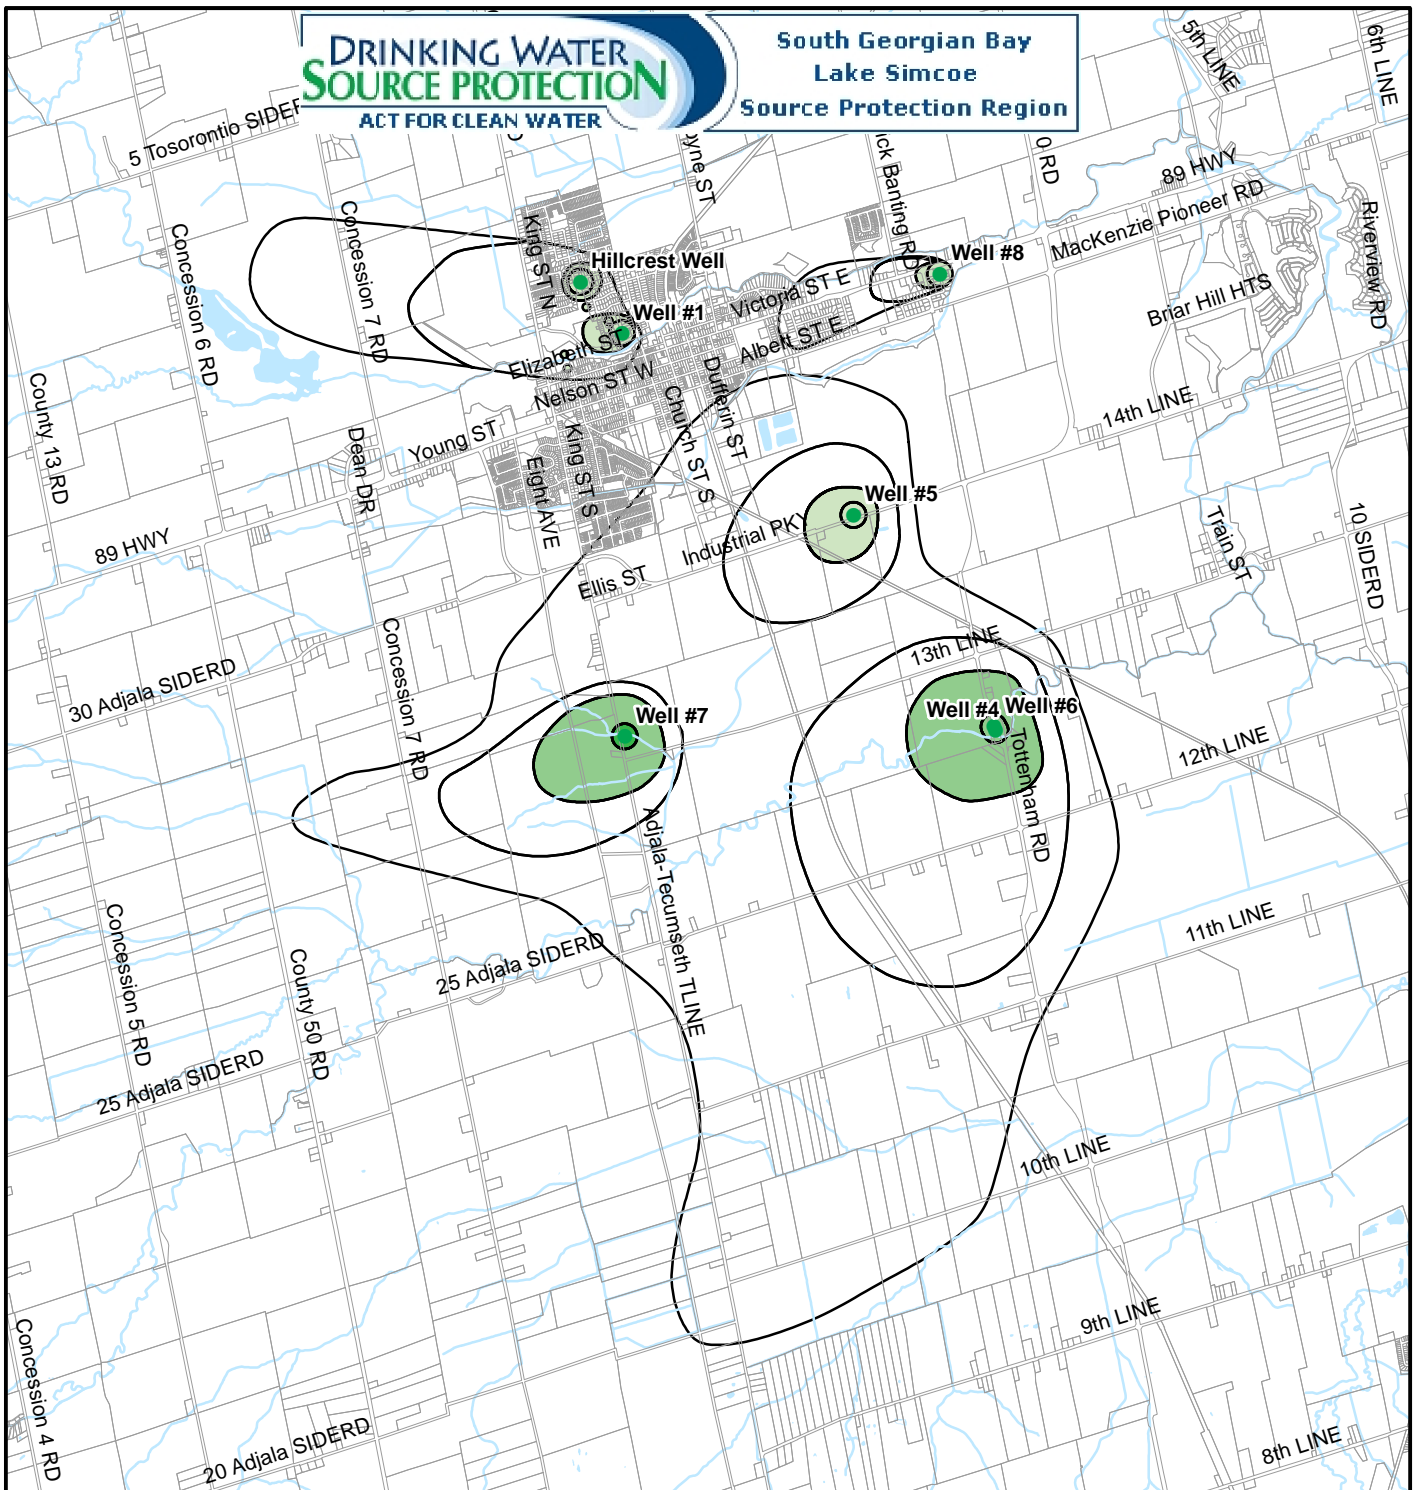 DRINKING WATER
SOURCE PROTECTION
ACT FOR CLEAN WATER
South Georgian Bay
Lake Simcoe
Source Protection Region
5th LINE
6th LINE
5 Tosorontio
89 HWY
MacKenzie Pioneer RD
Banting RD
Riverview RD
Concession 6 RD
Concession 7 RD
King ST N
Hillcrest Well
Well #1
Well #8
Victoria ST E
Albert ST E
Briar Hill HTS
Elizabeth ST
Nelson ST W
Church ST S
Dufferin ST
14th LINE
County 13 RD
Dean DR
Young ST
King ST S
Eight AVE
Well #5
Industrial PKY
Ellis ST
89 HWY
Train ST
10 SIDERD
30 Adjala SIDERD
Concession 7 RD
13th LINE
Well #7
Well #4
Well #6
12th LINE
Tottenham RD
Adjala-Tecumseth TLINE
11th LINE
25 Adjala SIDERD
Concession 5 RD
County 50 RD
25 Adjala SIDERD
10th LINE
9th LINE
Concession 4 RD
20 Adjala SIDERD
8th LINE